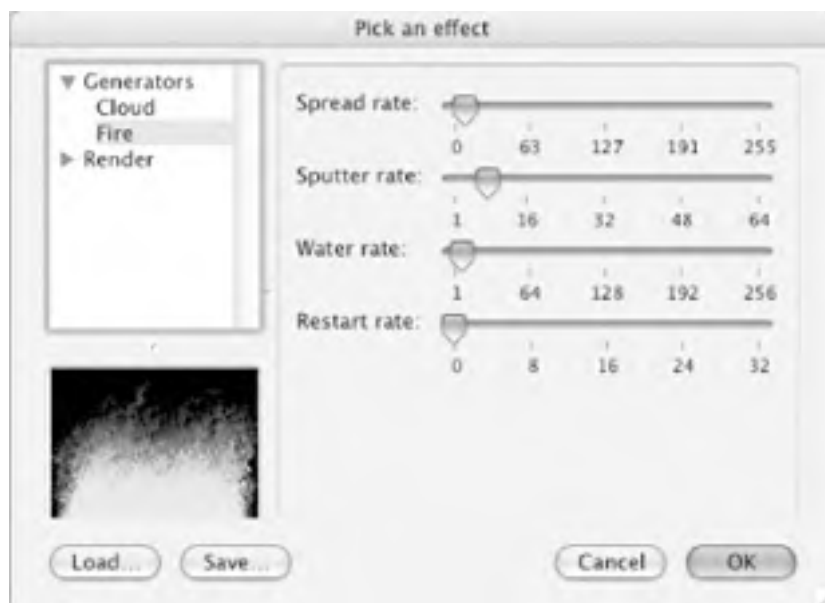 Pick an effect
Generators
Cloud
Fire
Render
Spread rate:
0 63 127 191 255
Sputter rate:
1 16 32 48 64
Water rate:
1 64 128 192 256
Restart rate:
0 8 16 24 32
Load... Save... Cancel OK